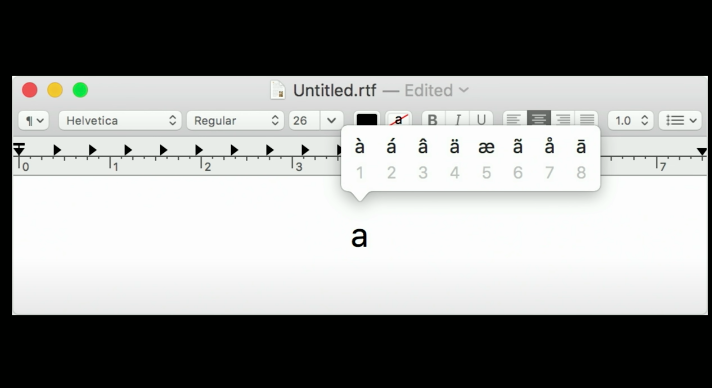 Untitled.rtf — Edited
¶ Helvetica Regular 26 a B I U 1.0
0 1 2 3 7
à á â ä æ ã å ā
1 2 3 4 5 6 7 8
a